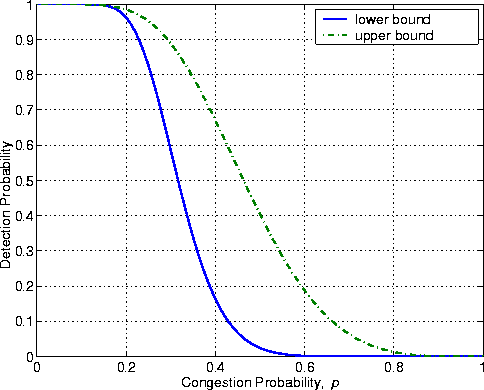 1
0.9
0.8
0.7
0.6
0.5
0.4
0.3
0.2
0.1
0
Detection Probability
lower bound
upper bound
0 0.2 0.4 0.6 0.8 1
Congestion Probability, p